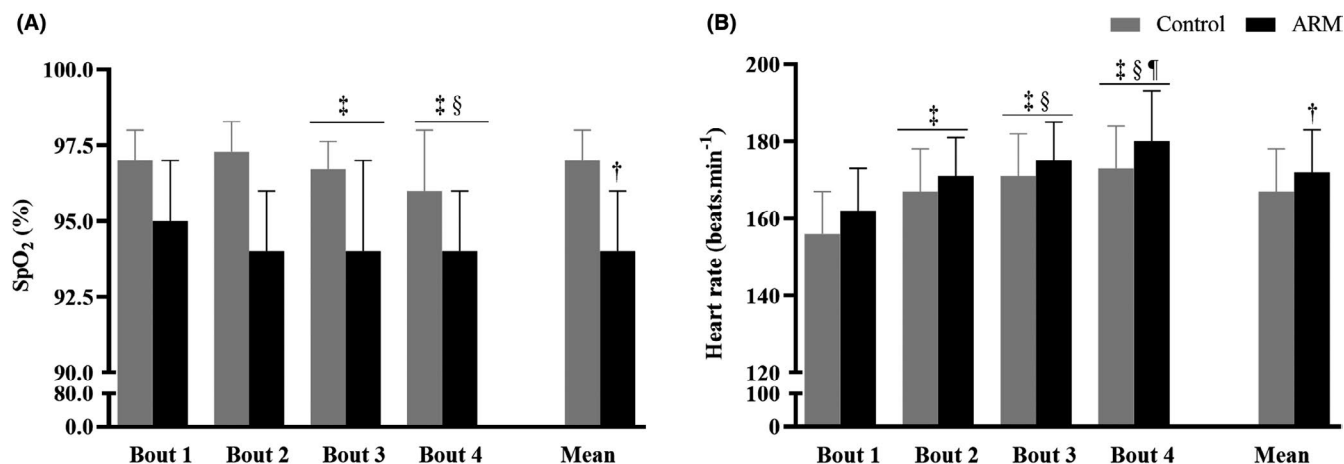 (A)
(B)
Control ARM
100.0
97.5
95.0
92.5
90.0
80.0
0.0
SpO₂ (%)
‡
‡ §
†
Bout 1 Bout 2 Bout 3 Bout 4 Mean
200
180
160
140
120
100
0
Heart rate (beats.min⁻¹)
‡
‡ §
‡ § ¶
†
Bout 1 Bout 2 Bout 3 Bout 4 Mean